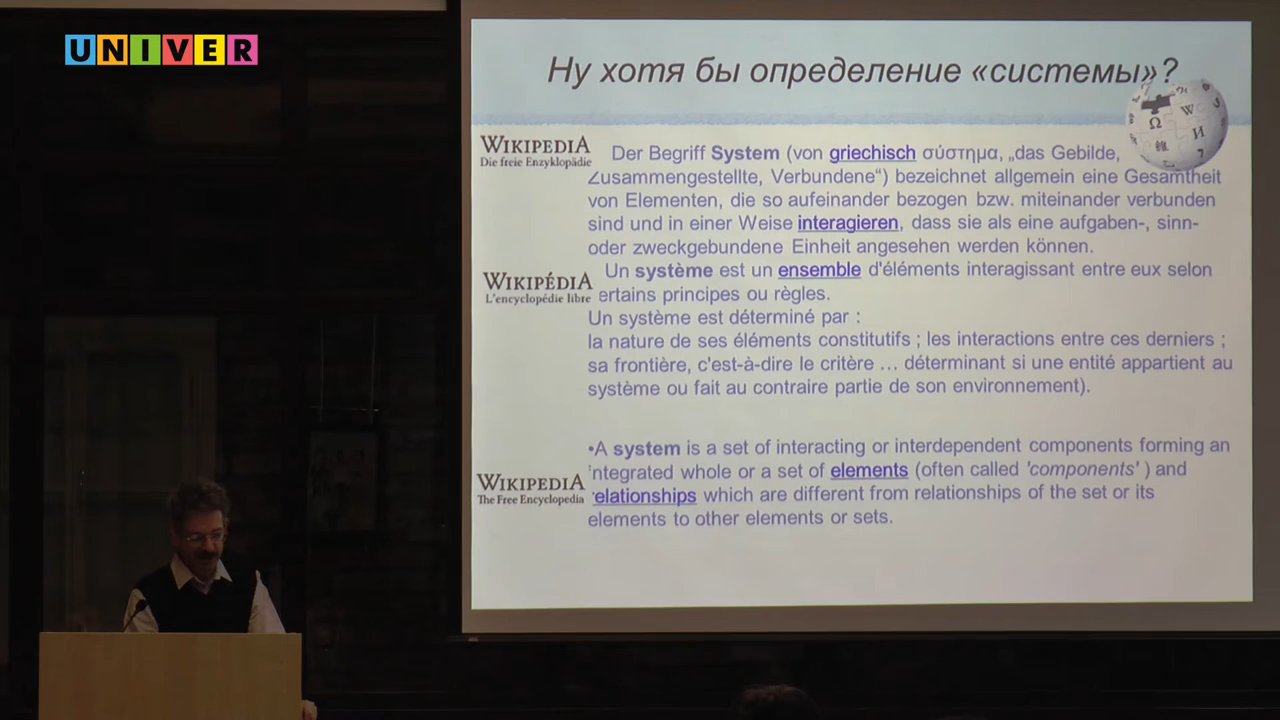 UNIVER
Ну хотя бы определение «системы»?
WIKIPEDIA
Die freie Enzyklopädie
Der Begriff System (von griechisch σύστημα, „das Gebilde,
Zusammengestellte, Verbundene“) bezeichnet allgemein eine Gesamtheit
von Elementen, die so aufeinander bezogen bzw. miteinander verbunden
sind und in einer Weise interagieren, dass sie als eine aufgaben-, sinn-
oder zweckgebundene Einheit angesehen werden können.
WIKIPÉDIA
L'encyclopédie libre
Un système est un ensemble d'éléments interagissant entre eux selon
ertains principes ou règles.
Un système est déterminé par :
la nature de ses éléments constitutifs ; les interactions entre ces derniers ;
sa frontière, c'est-à-dire le critère … déterminant si une entité appartient au
système ou fait au contraire partie de son environnement).
WIKIPEDIA
The Free Encyclopedia
•A system is a set of interacting or interdependent components forming an
integrated whole or a set of elements (often called 'components' ) and
relationships which are different from relationships of the set or its
elements to other elements or sets.